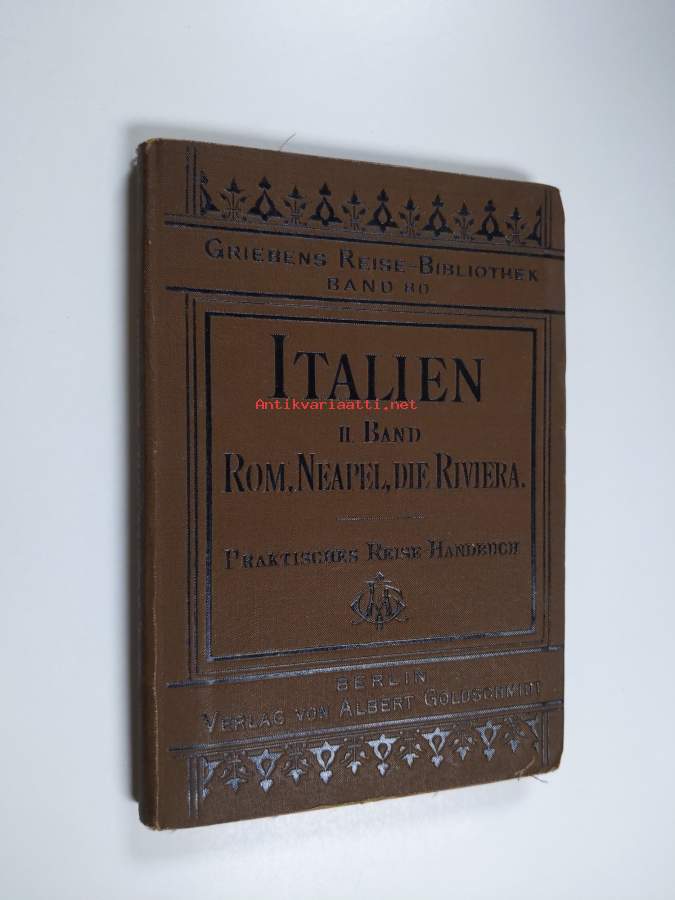 GRIEBENS REISE-BIBLIOTHEK
BAND 80
ITALIEN
Antikvariaatti.net
II. BAND
ROM, NEAPEL, DIE RIVIERA.
PRAKTISCHES REISE-HANDBUCH
BERLIN
VERLAG VON ALBERT GOLDSCHMIDT